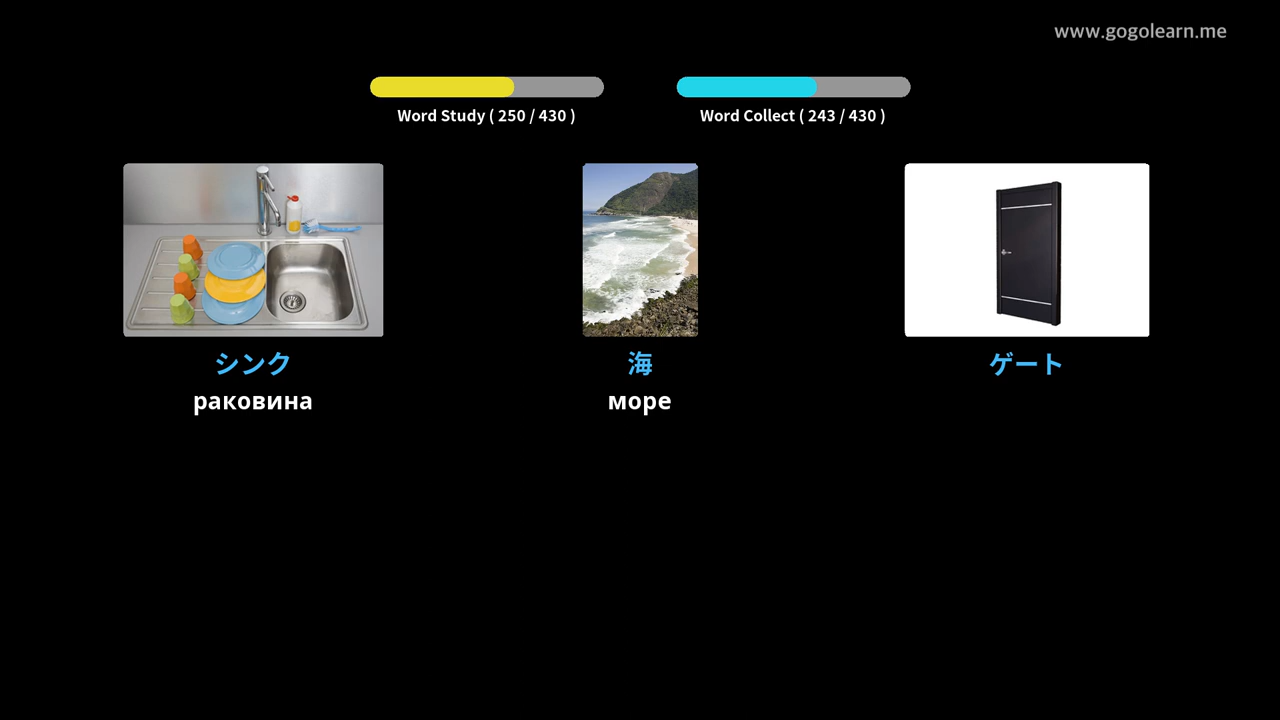 www.gogolearn.me
Word Study ( 250 / 430 )
Word Collect ( 243 / 430 )
シンク
раковина
海
море
ゲート